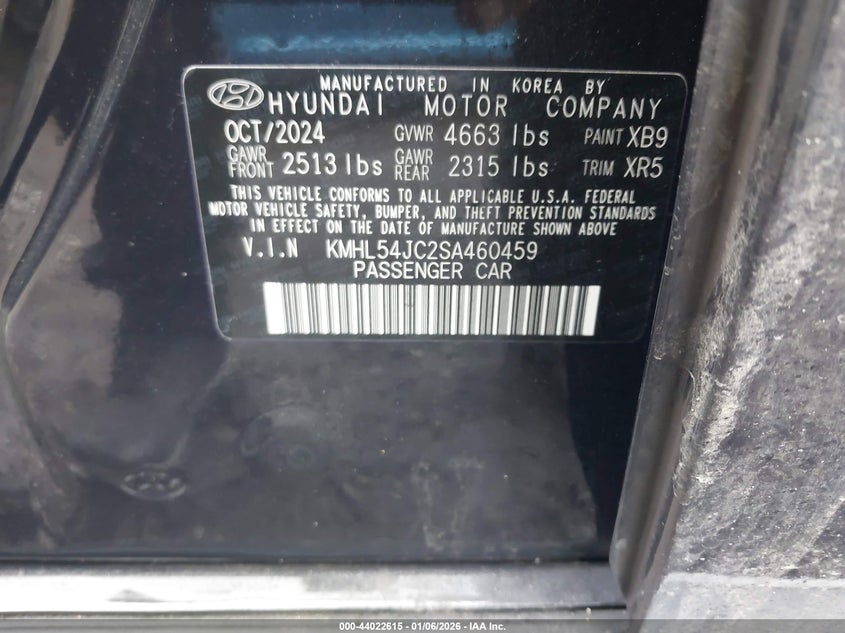 MANUFACTURED IN KOREA BY
HYUNDAI MOTOR COMPANY
OCT/2024 GVWR 4663 lbs PAINT XB9
GAWR FRONT 2513 lbs GAWR REAR 2315 lbs TRIM XR5
THIS VEHICLE CONFORMS TO ALL APPLICABLE U.S.A. FEDERAL
MOTOR VEHICLE SAFETY, BUMPER, AND THEFT PREVENTION STANDARDS
IN EFFECT ON THE DATE OF MANUFACTURE SHOWN ABOVE
V.I.N KMHL54JC2SA460459
PASSENGER CAR
000-44022615 - 01/06/2026 - IAA Inc.